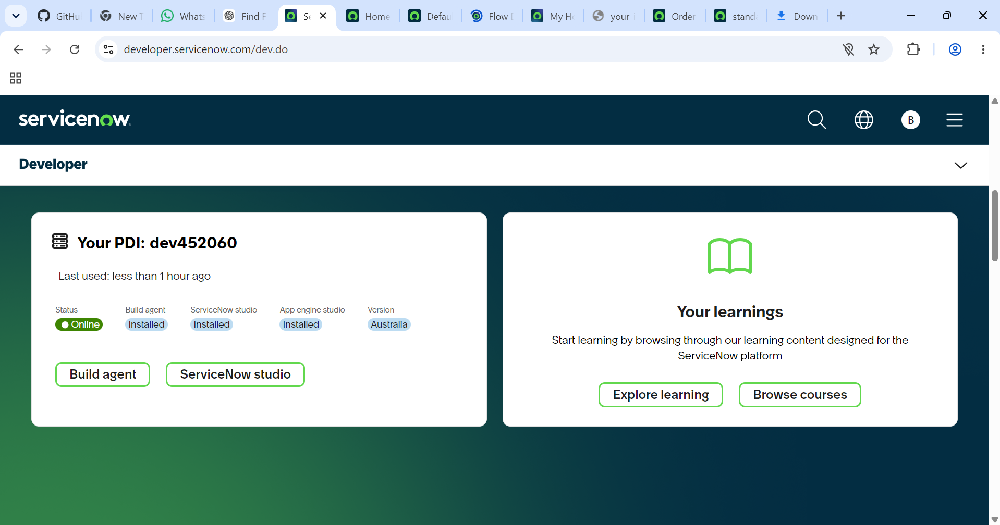 GitHu
New T
Whats
Find F
Se
Home
Defau
Flow D
My Ho
your_i
Order
stand
Down
developer.servicenow.com/dev.do
servicenow
B
Developer
Your PDI: dev452060
Last used: less than 1 hour ago
Status Build agent ServiceNow studio App engine studio Version
Online Installed Installed Installed Australia
Build agent ServiceNow studio
Your learnings
Start learning by browsing through our learning content designed for the
ServiceNow platform
Explore learning Browse courses